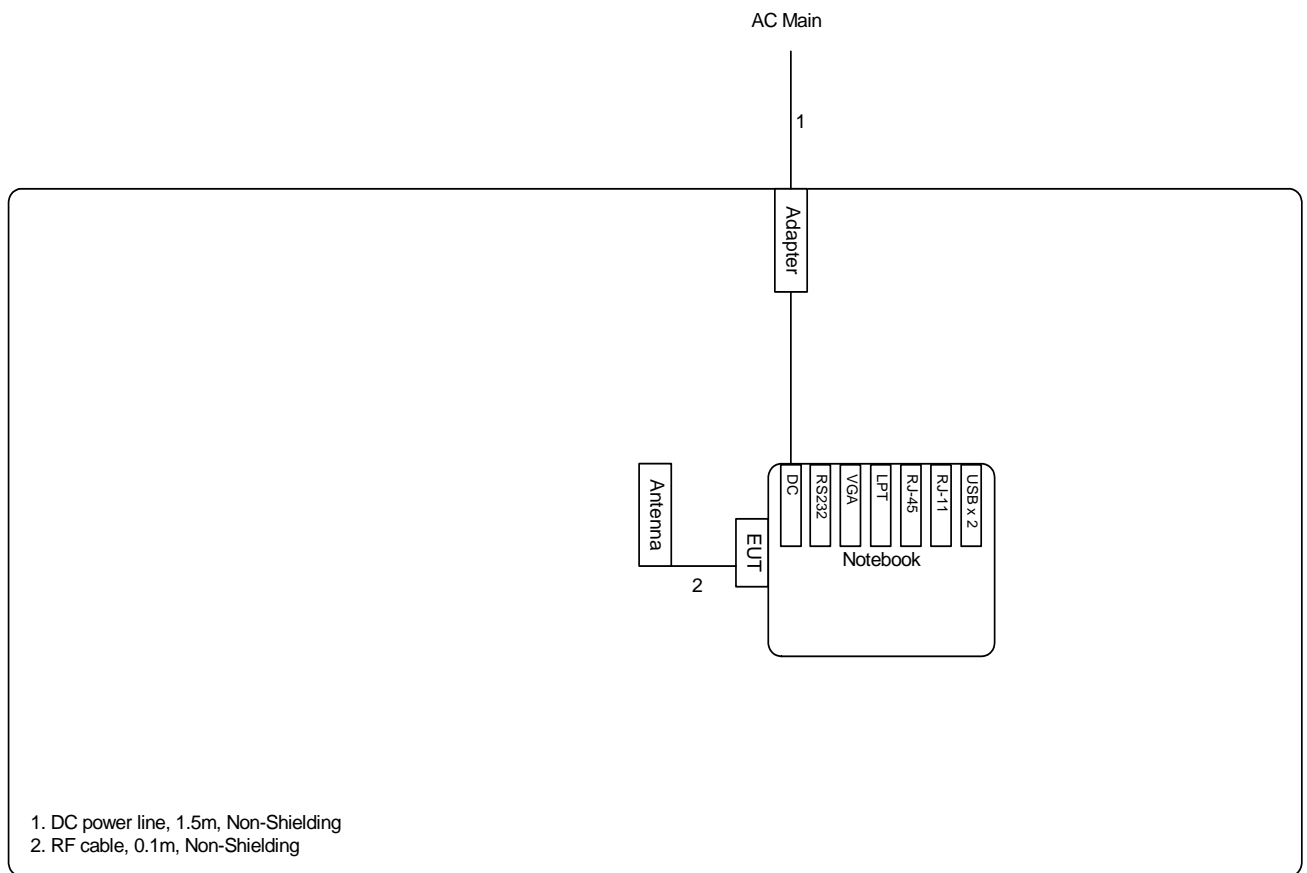 AC Main
1
Adapter
Antenna
EUT
DC
RS232
VGA
LPT
RJ-45
RJ-11
USB x 2
Notebook
2
1. DC power line, 1.5m, Non-Shielding
2. RF cable, 0.1m, Non-Shielding